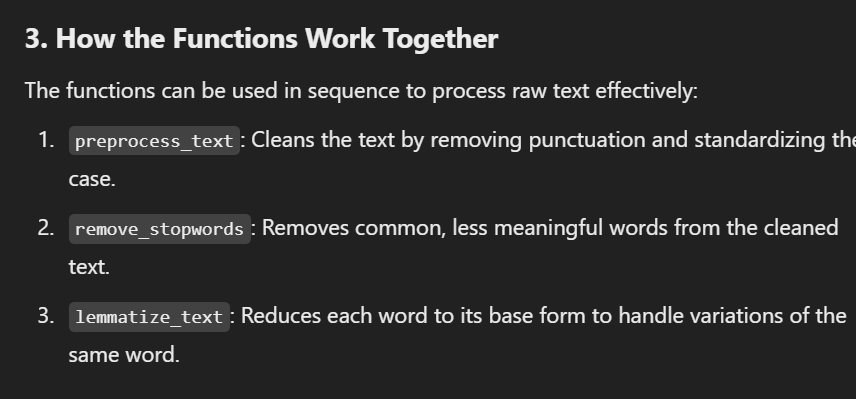 3. How the Functions Work Together
The functions can be used in sequence to process raw text effectively:
1. preprocess_text: Cleans the text by removing punctuation and standardizing the
case.
2. remove_stopwords: Removes common, less meaningful words from the cleaned
text.
3. lemmatize_text: Reduces each word to its base form to handle variations of the
same word.